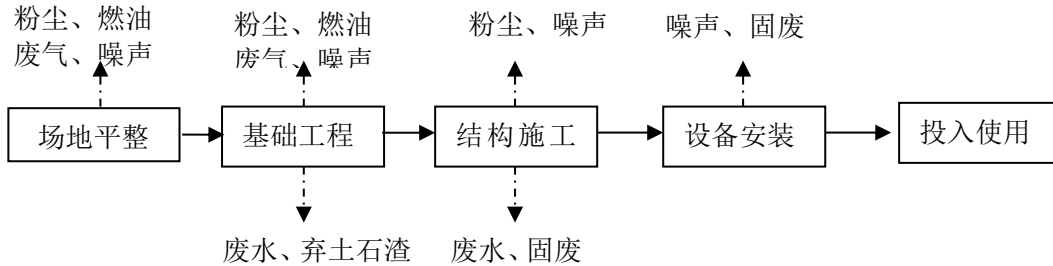 粉尘、燃油
废气、噪声
粉尘、燃油
废气、噪声
粉尘、噪声
噪声、固废
场地平整
基础工程
结构施工
设备安装
投入使用
废水、弃土石渣
废水、固废